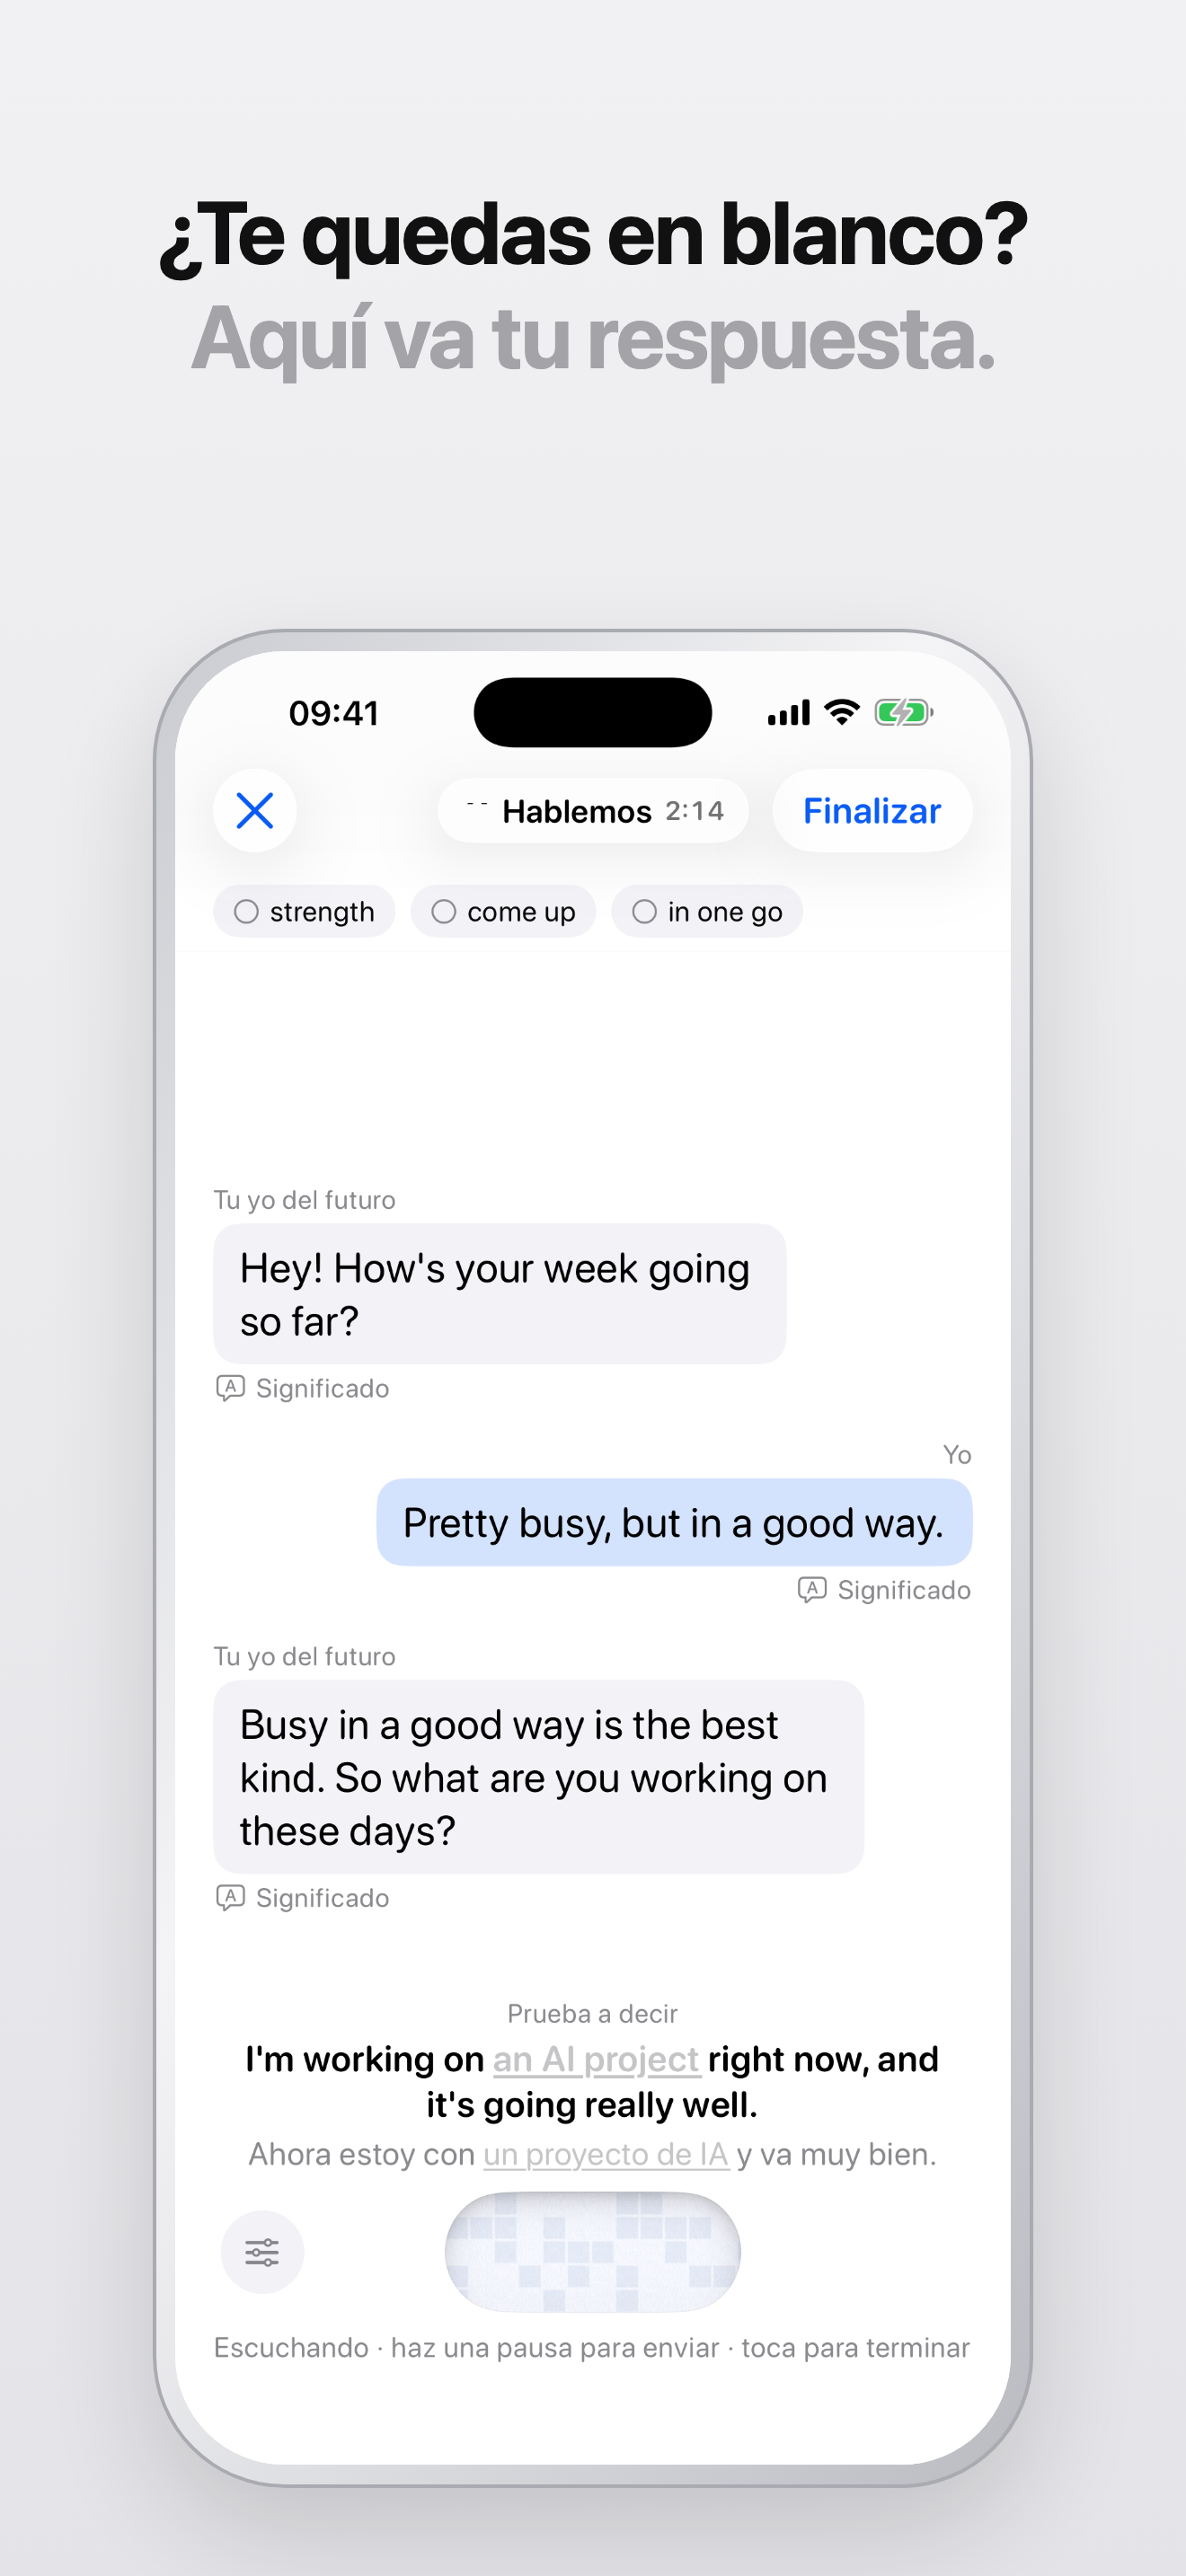 ¿Te quedas en blanco?
Aquí va tu respuesta.
09:41
Hablemos 2:14
Finalizar
strength
come up
in one go
Tu yo del futuro
Hey! How's your week going
so far?
Significado
Yo
Pretty busy, but in a good way.
Significado
Tu yo del futuro
Busy in a good way is the best
kind. So what are you working on
these days?
Significado
Prueba a decir
I'm working on an AI project right now, and
it's going really well.
Ahora estoy con un proyecto de IA y va muy bien.
Escuchando · haz una pausa para enviar · toca para terminar